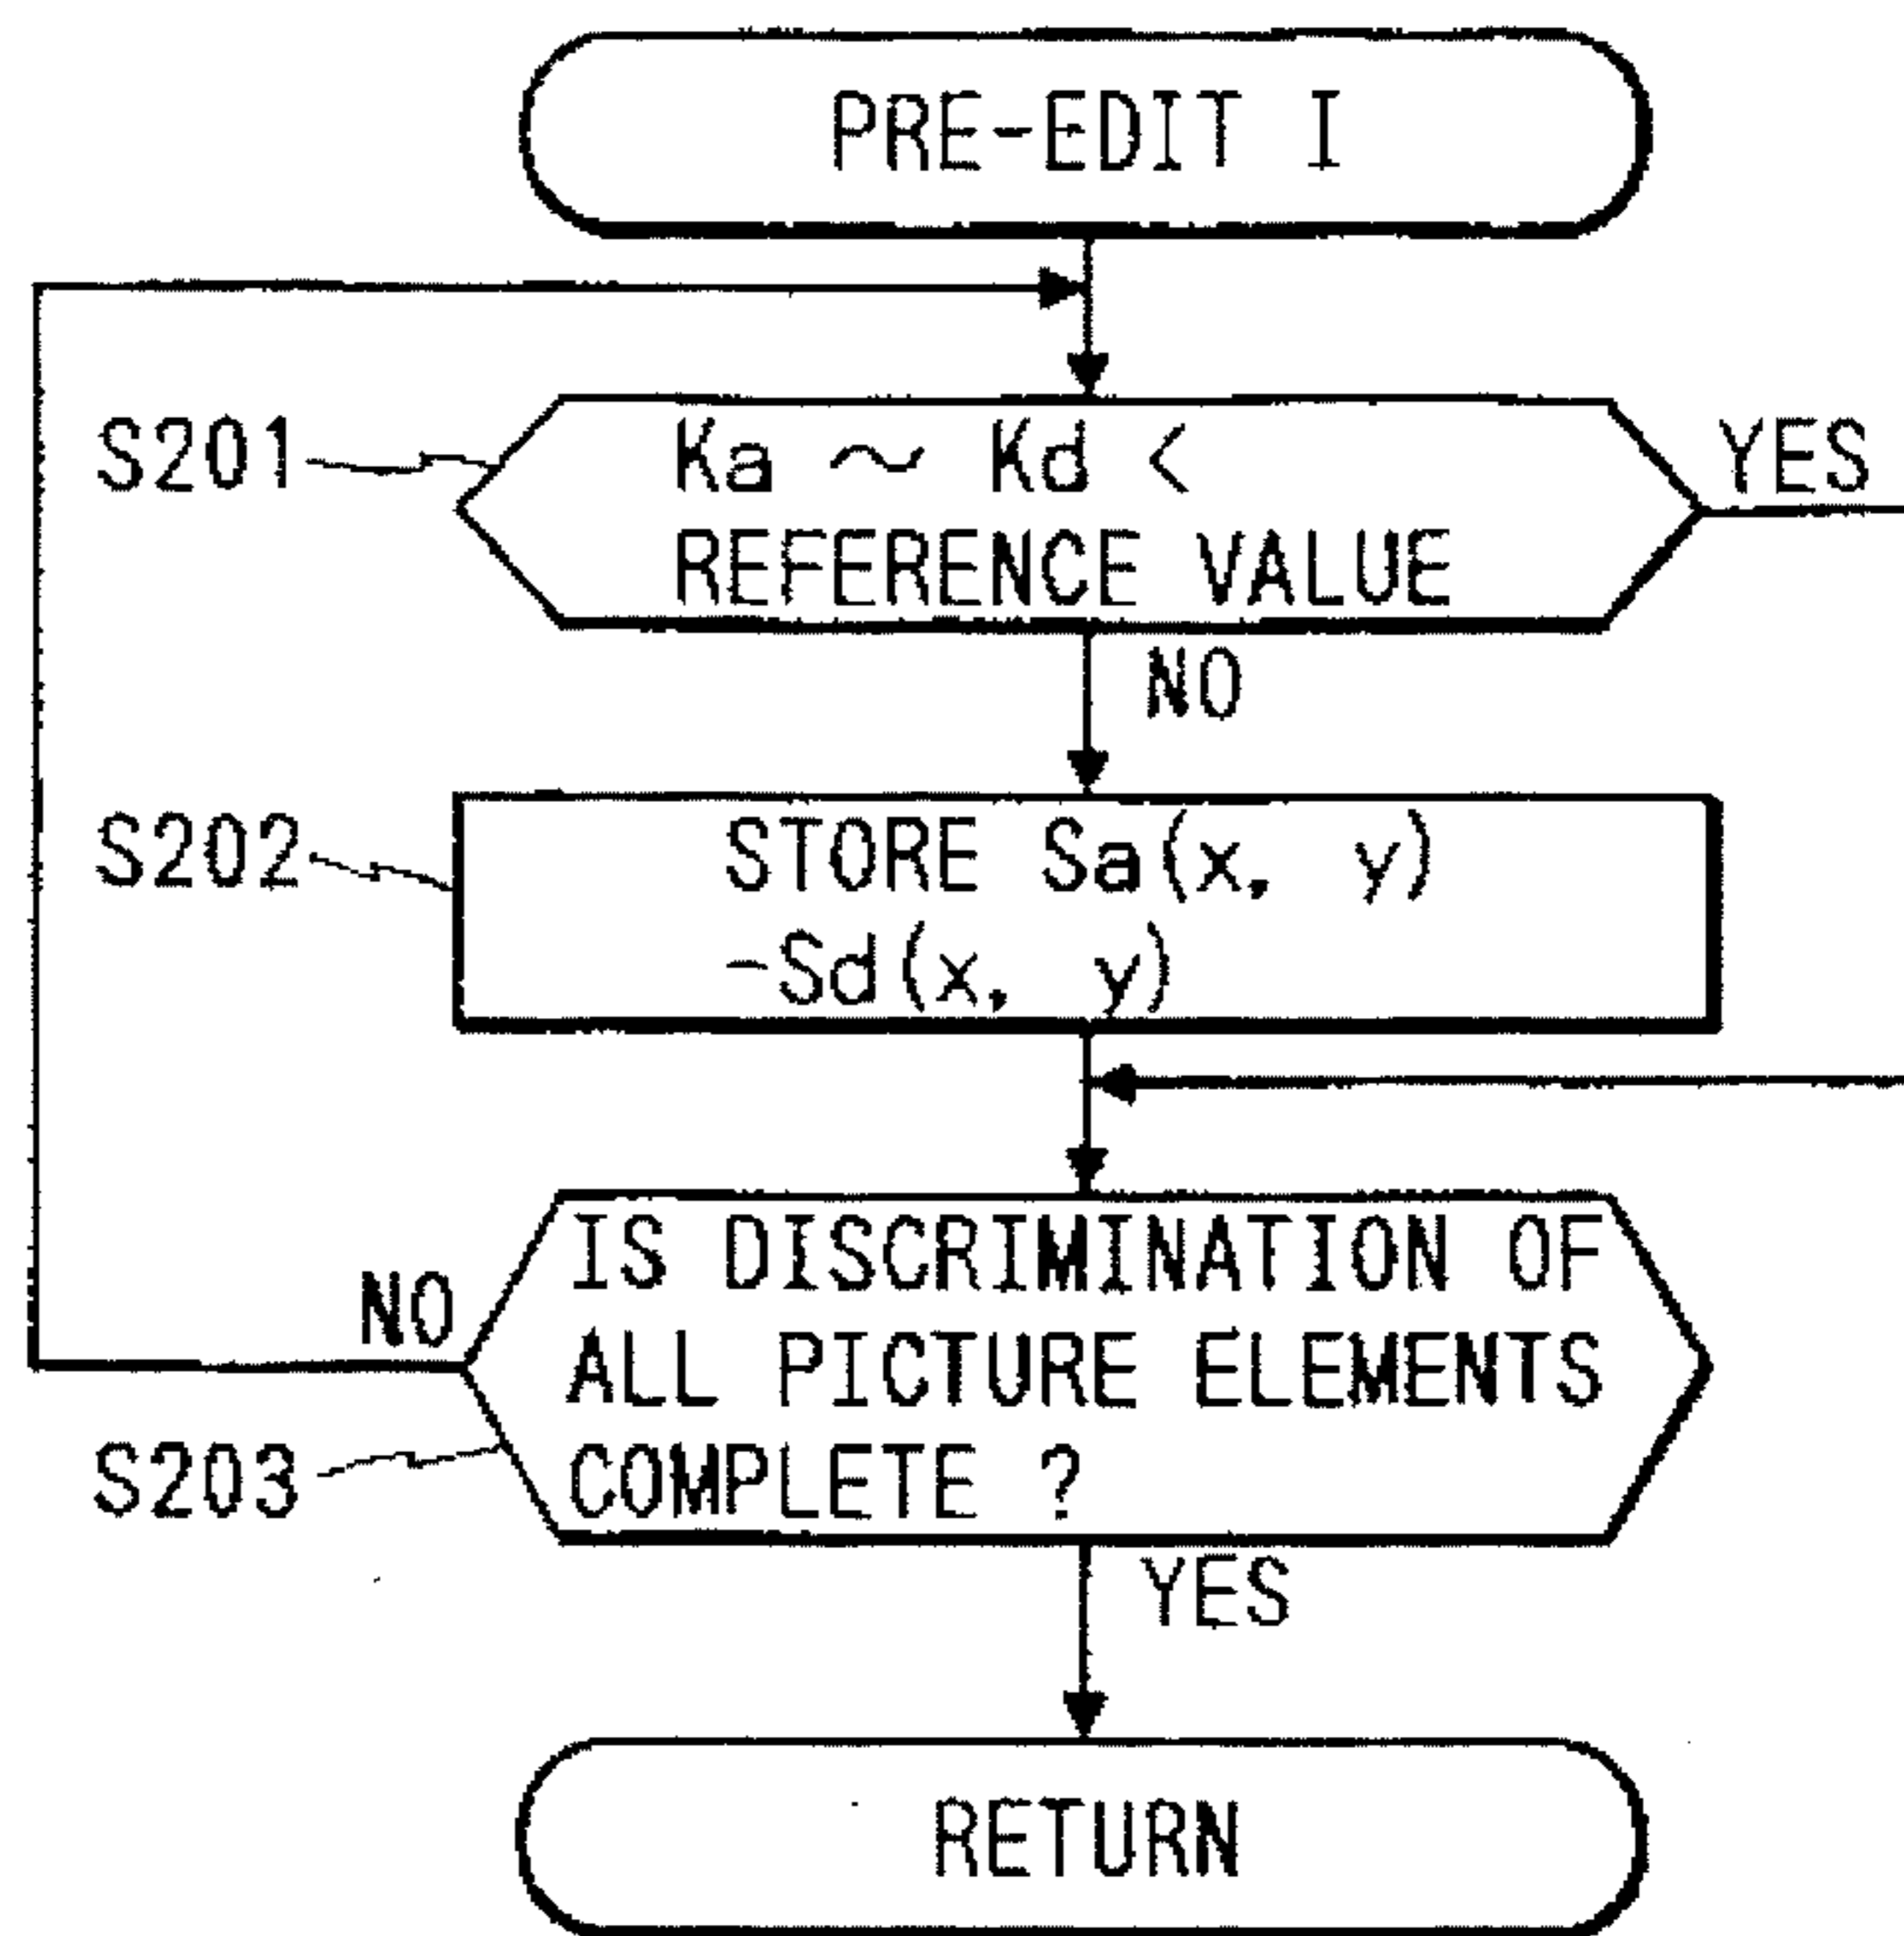 PRE-EDIT I
S201
Ka ~ Kd <
REFERENCE VALUE
YES
NO
S202
STORE Sa(x, y)
-Sd(x, y)
IS DISCRIMINATION OF
ALL PICTURE ELEMENTS
COMPLETE ?
NO
S203
YES
RETURN